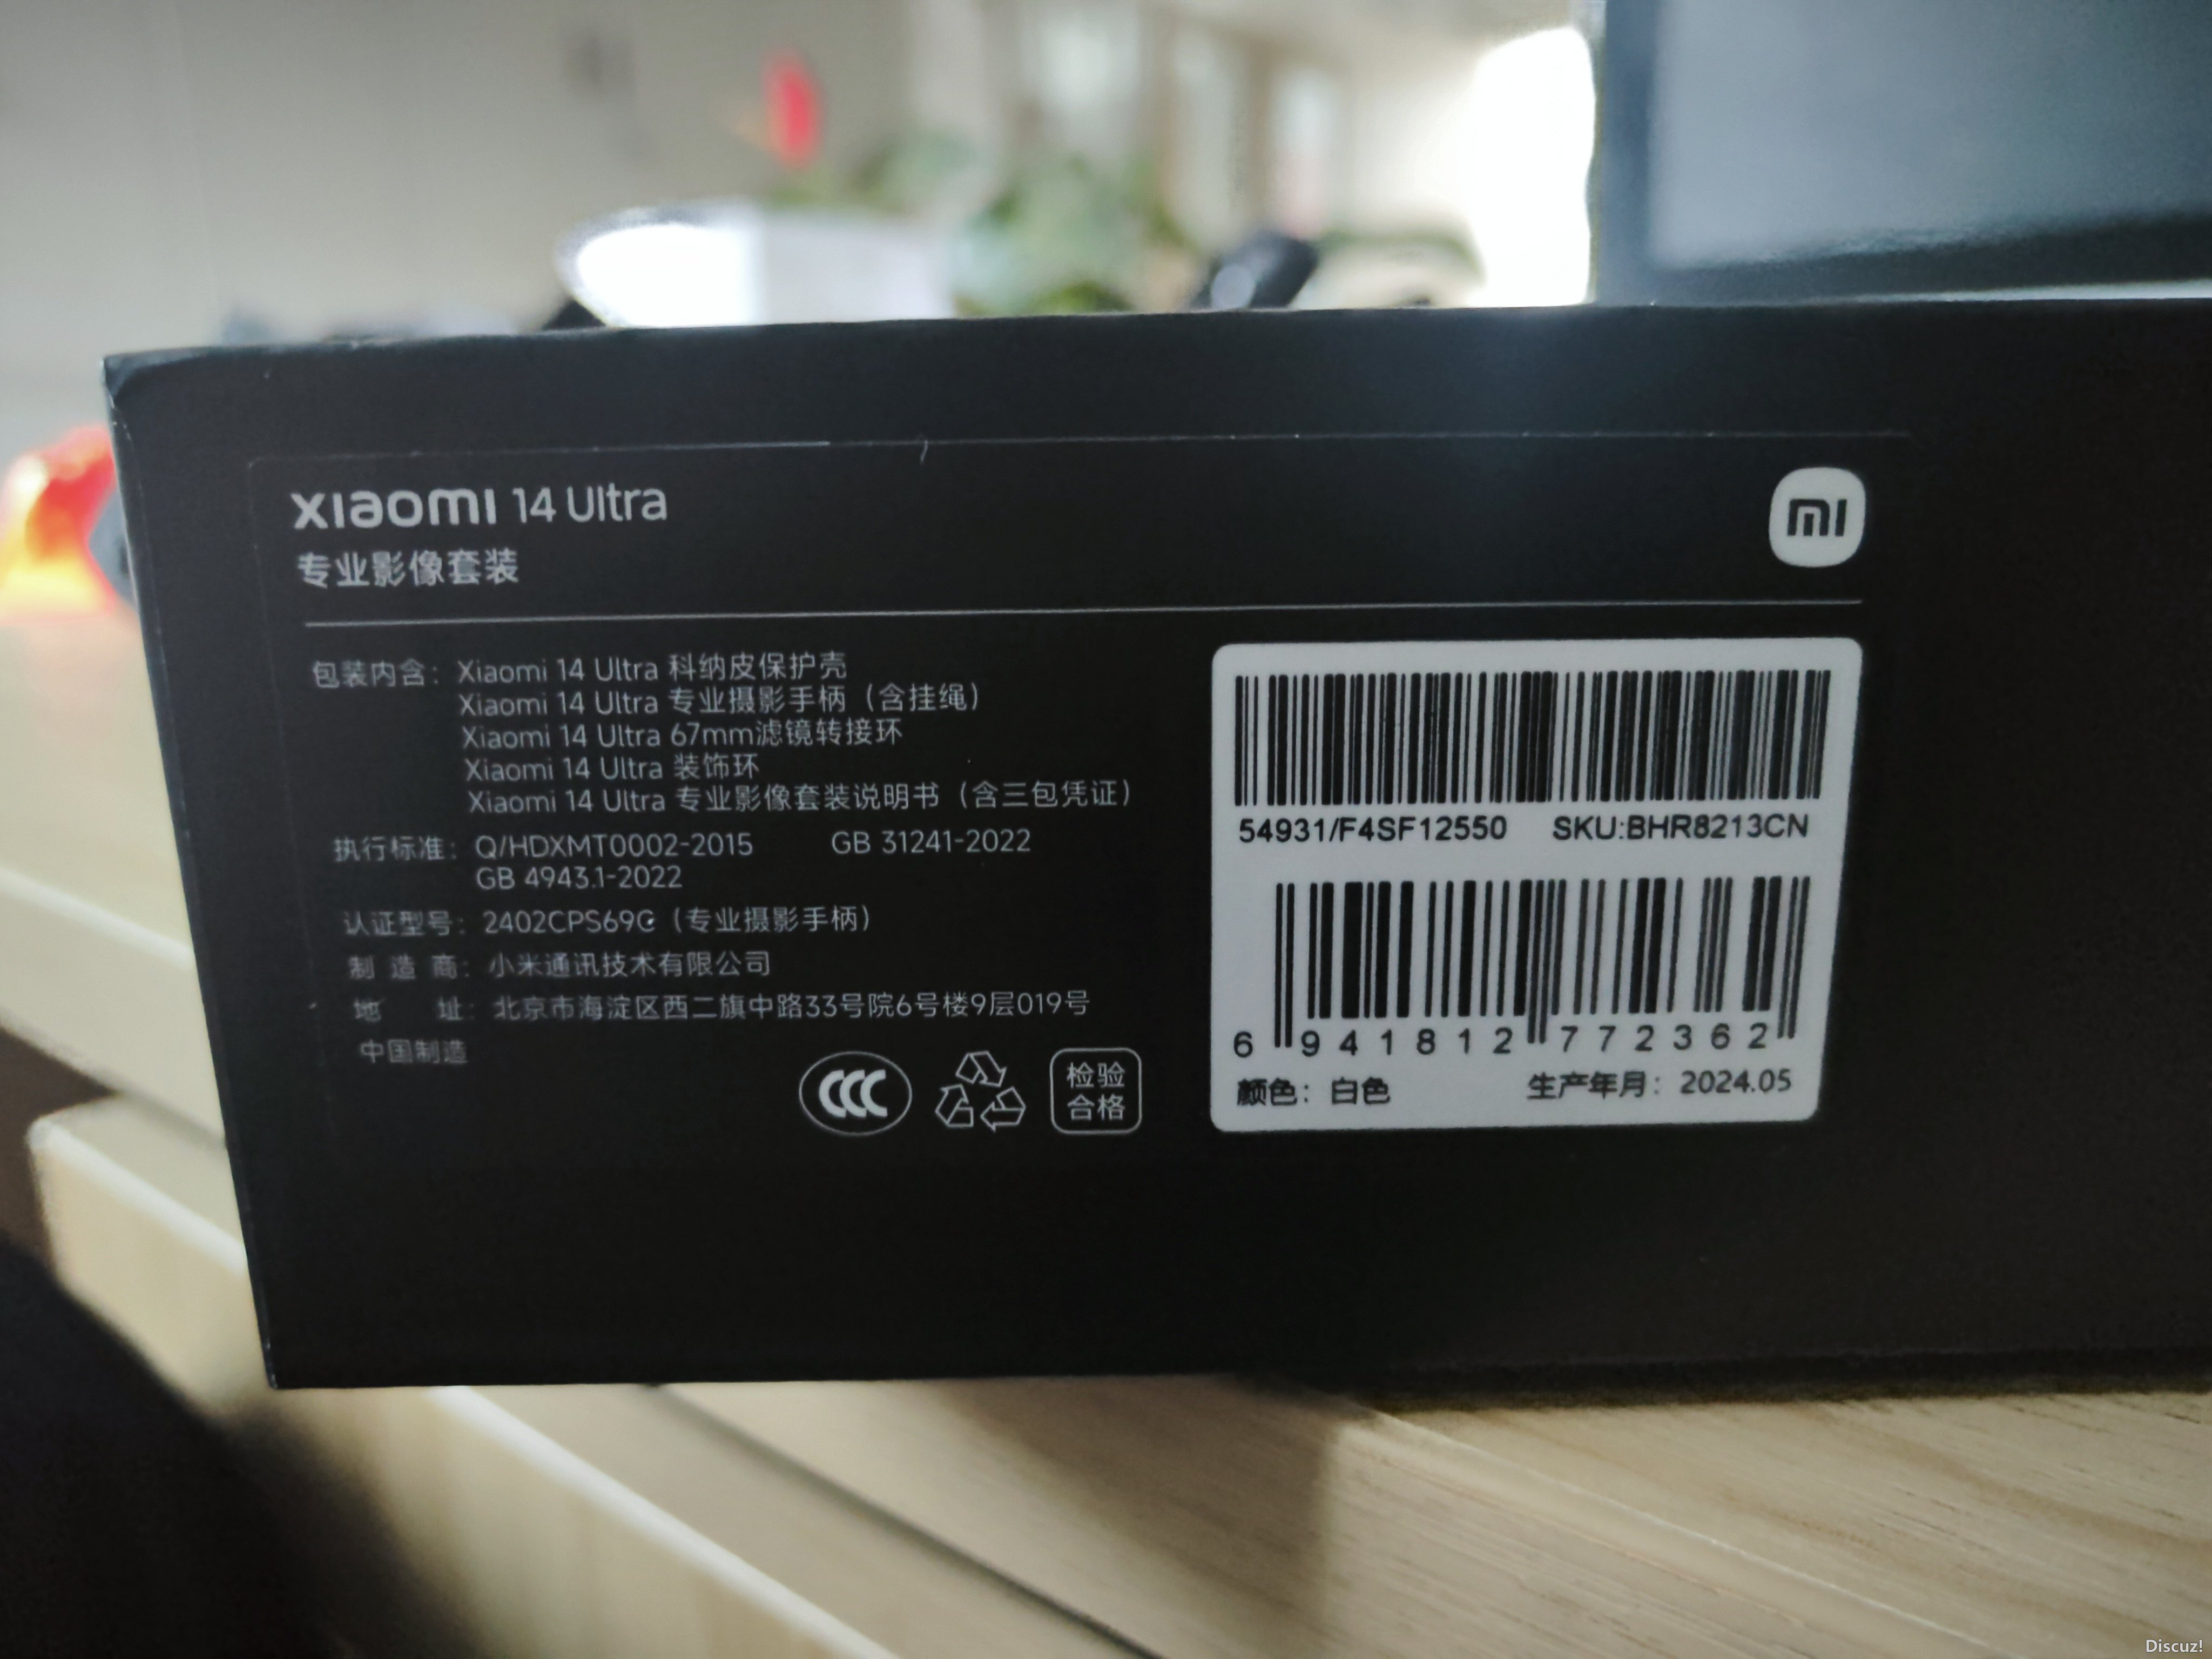 xiaomi 14 Ultra
专业影像套装
mi
包装内含：Xiaomi 14 Ultra 科纳皮保护壳
Xiaomi 14 Ultra 专业摄影手柄（含挂绳）
Xiaomi 14 Ultra 67mm滤镜转接环
Xiaomi 14 Ultra 装饰环
Xiaomi 14 Ultra 专业影像套装说明书（含三包凭证）
执行标准：Q/HDXMT0002-2015 GB 31241-2022
GB 4943.1-2022
认证型号：2402CPS69C（专业摄影手柄）
制 造 商：小米通讯技术有限公司
地 址：北京市海淀区西二旗中路33号院6号楼9层019号
中国制造
CCC
检验
合格
54931/F4SF12550 SKU:BHR8213CN
6 941812 772362
颜色：白色 生产年月：2024.05
Discuz!